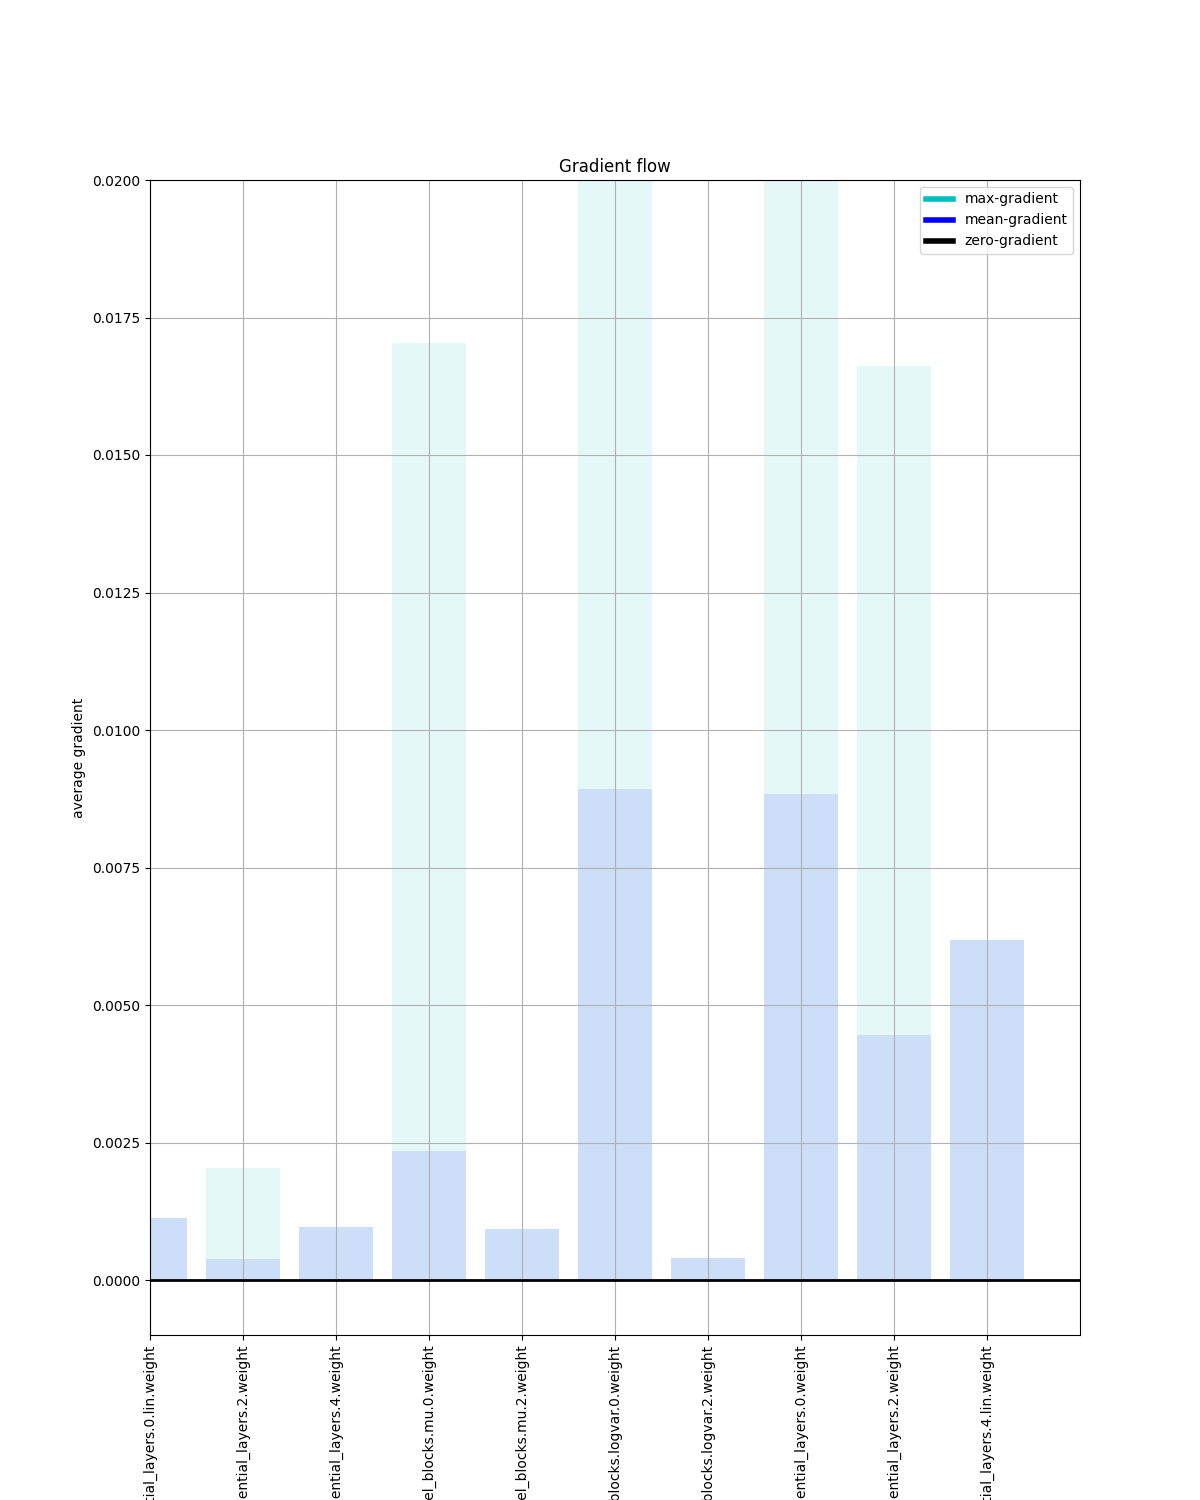 Gradient flow
max-gradient
mean-gradient
zero-gradient
average gradient
0.0200
0.0175
0.0150
0.0125
0.0100
0.0075
0.0050
0.0025
0.0000
tial_layers.0.lin.weight
ential_layers.2.weight
ential_layers.4.weight
el_blocks.mu.0.weight
el_blocks.mu.2.weight
blocks.logvar.0.weight
blocks.logvar.2.weight
ential_layers.0.weight
ential_layers.2.weight
tial_layers.4.lin.weight